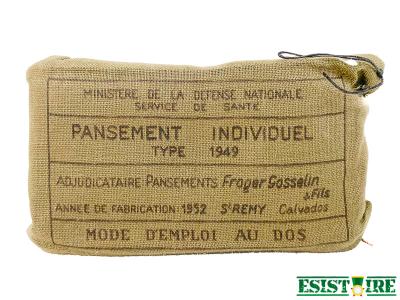 MINISTERE DE LA DEFENSE NATIONALE
SERVICE DE SANTE
PANSEMENT INDIVIDUEL
TYPE 1949
ADJUDICATAIRE PANSEMENTS Froger Gosselin
& Fils
ANNEE DE FABRICATION: 1952 St REMY Calvados
MODE D'EMPLOI AU DOS
ESISTOIRE